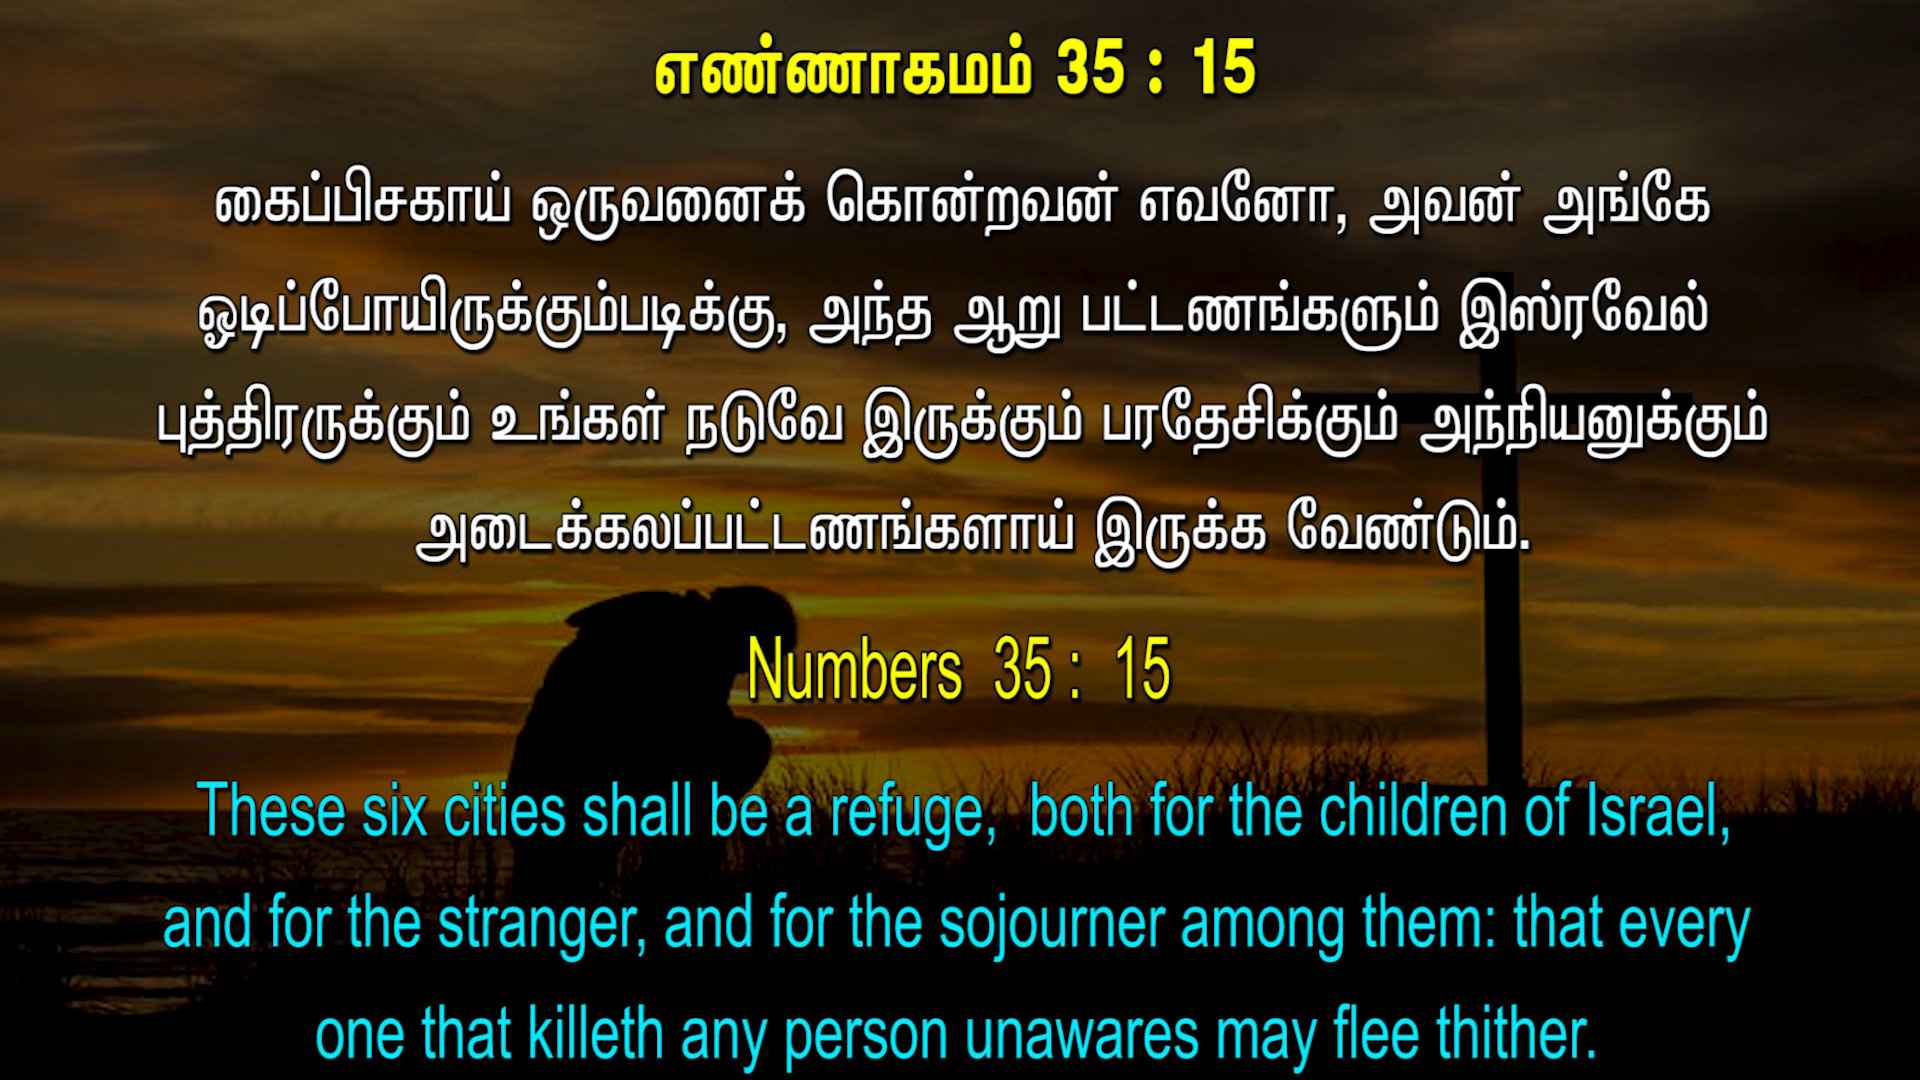 எண்ணாகமம் 35 : 15
கைப்பிசகாய் ஒருவனைக் கொன்றவன் எவனோ, அவன் அங்கே
ஓடிப்போயிருக்கும்படிக்கு, அந்த ஆறு பட்டணங்களும் இஸ்ரவேல்
புத்திரருக்கும் உங்கள் நடுவே இருக்கும் பரதேசிக்கும் அந்நியனுக்கும்
அடைக்கலப்பட்டணங்களாய் இருக்க வேண்டும்.
Numbers 35 : 15
These six cities shall be a refuge, both for the children of Israel,
and for the stranger, and for the sojourner among them: that every
one that killeth any person unawares may flee thither.